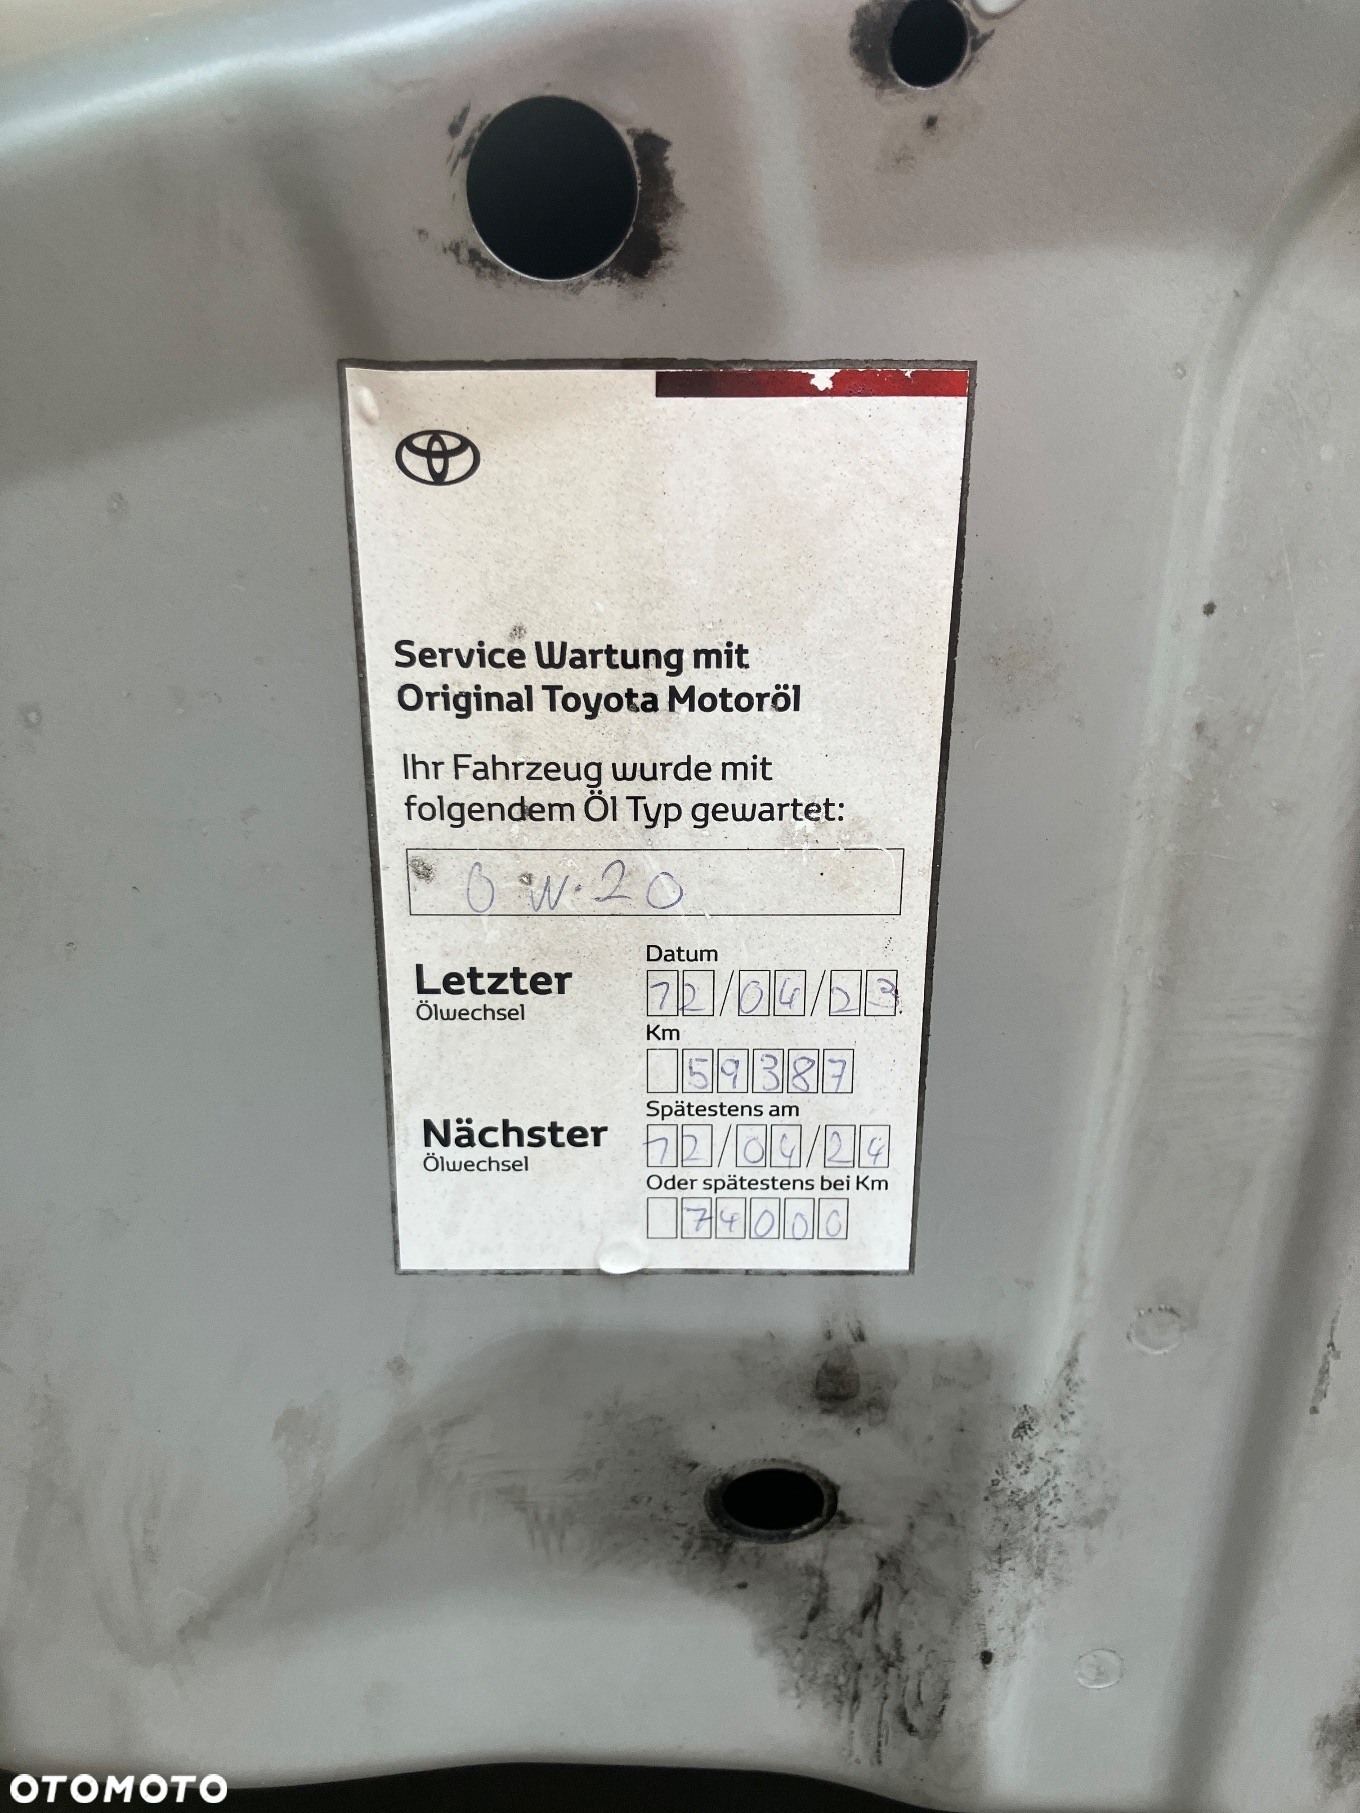 Service Wartung mit
Original Toyota Motoröl
Ihr Fahrzeug wurde mit
folgendem Öl Typ gewartet:
0 W. 20
Letzter
Ölwechsel
Datum
12/04/23
Km
59387
Nächster
Ölwechsel
Spätestens am
12/04/24
Oder spätestens bei Km
74000
OTOMOTO